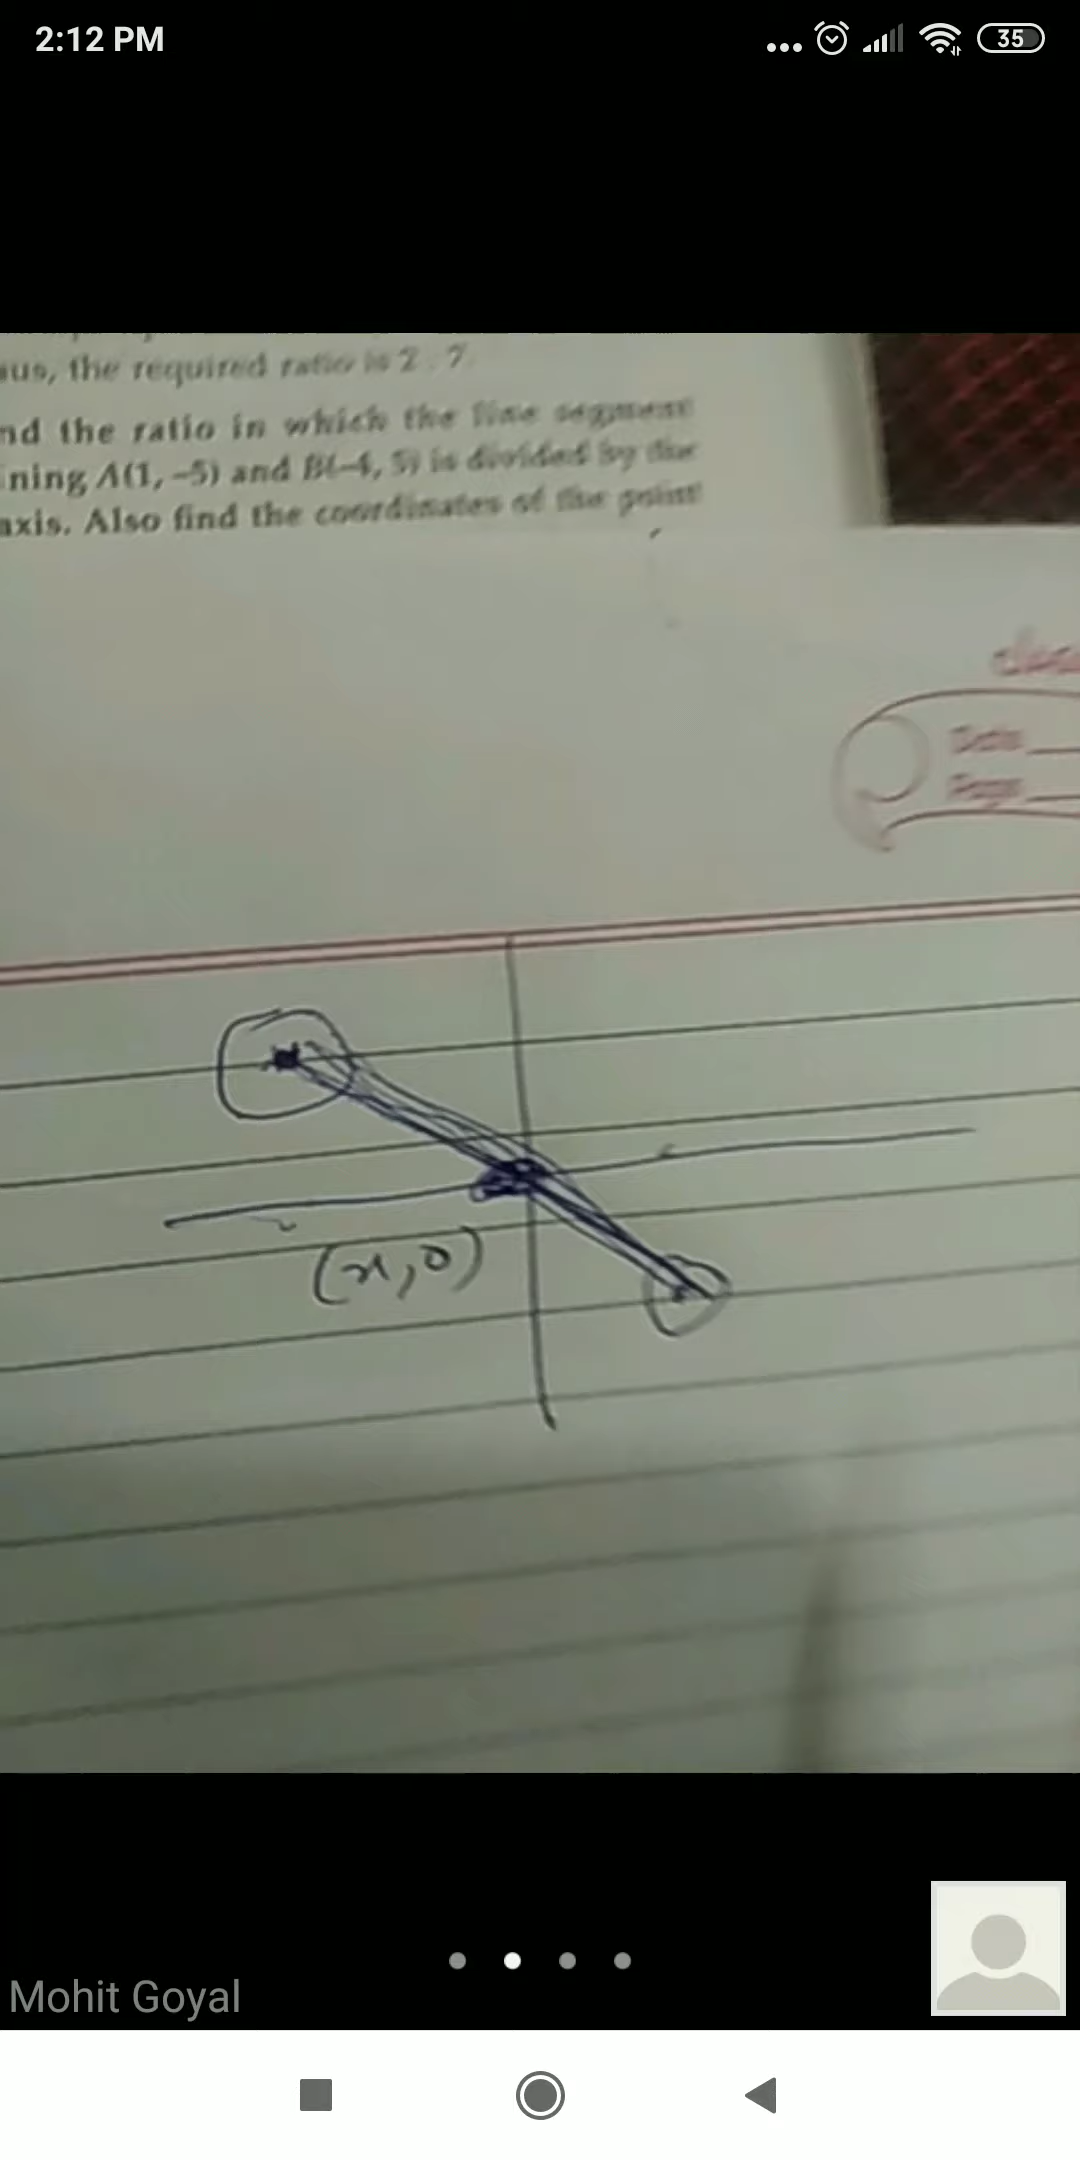 2:12 PM
35
us, the required ratio is 2 : 7.
nd the ratio in which the line segment
ning A(1, –5) and B(–4, 5) is divided by the
axis. Also find the coordinates of the point
Date
Page
(x, 0)
Mohit Goyal